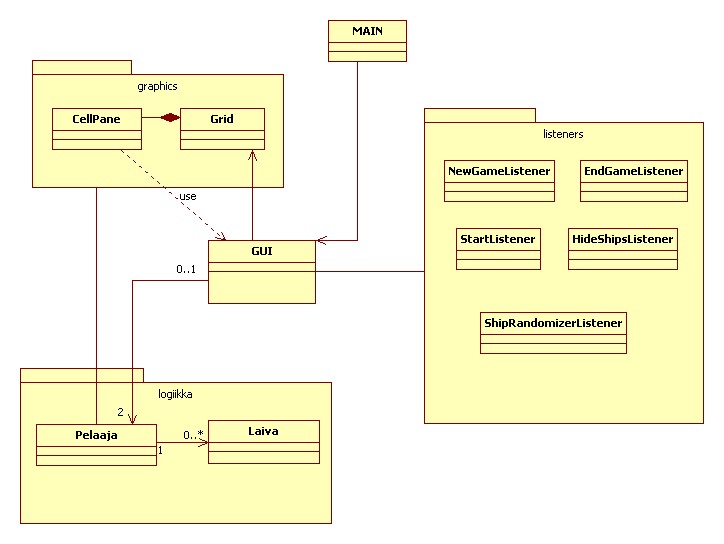 MAIN
graphics
CellPane
Grid
listeners
NewGameListener
EndGameListener
use
StartListener
HideShipsListener
GUI
0..1
ShipRandomizerListener
logiikka
2
Pelaaja
0..*
Laiva
1